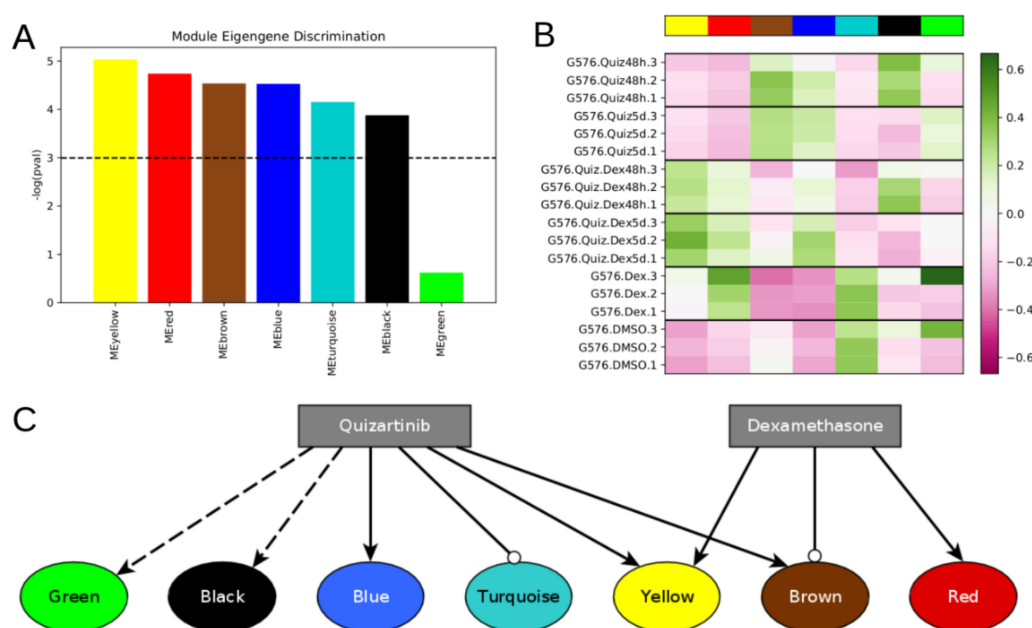 A
Module Eigengene Discrimination
-log(pval)
5
4
3
2
1
0
MEyellow
MEred
MEbrown
MEblue
MEturquoise
MEblack
MEgreen
B
G576.Quiz48h.3
G576.Quiz48h.2
G576.Quiz48h.1
G576.Quiz5d.3
G576.Quiz5d.2
G576.Quiz5d.1
G576.Quiz.Dex48h.3
G576.Quiz.Dex48h.2
G576.Quiz.Dex48h.1
G576.Quiz.Dex5d.3
G576.Quiz.Dex5d.2
G576.Quiz.Dex5d.1
G576.Dex.3
G576.Dex.2
G576.Dex.1
G576.DMSO.3
G576.DMSO.2
G576.DMSO.1
0.6
0.4
0.2
0.0
−0.2
−0.4
−0.6
C
Quizartinib
Dexamethasone
Green
Black
Blue
Turquoise
Yellow
Brown
Red